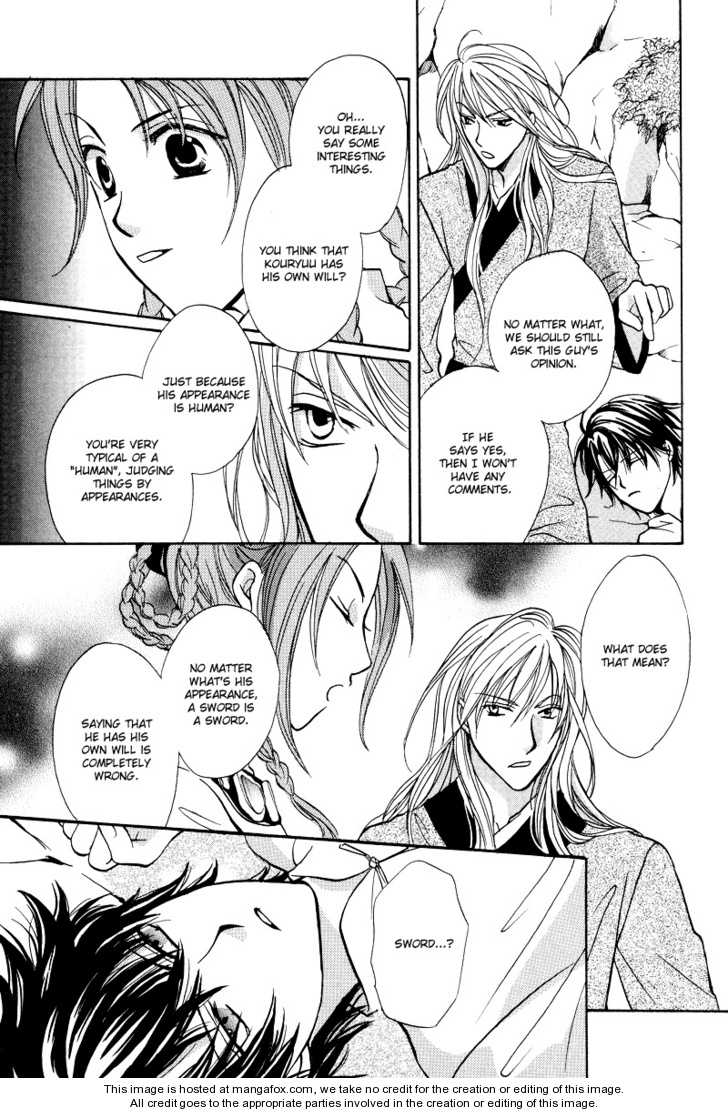 NO MATTER WHAT,
WE SHOULD STILL
ASK THIS GUY'S
OPINION.
IF HE
SAYS YES,
THEN I WON'T
HAVE ANY
COMMENTS.
OH...
YOU REALLY
SAY SOME
INTERESTING
THINGS.
YOU THINK THAT
KOURYUU HAS
HIS OWN WILL?
JUST BECAUSE
HIS APPEARANCE
IS HUMAN?
YOU'RE VERY
TYPICAL OF A
"HUMAN", JUDGING
THINGS BY
APPEARANCES.
WHAT DOES
THAT MEAN?
NO MATTER
WHAT'S HIS
APPEARANCE,
A SWORD IS
A SWORD.
SAYING THAT
HE HAS HIS
OWN WILL IS
COMPLETELY
WRONG.
SWORD...?
This image is hosted at mangafox.com, we take no credit for the creation or editing of this image.
All credit goes to the appropriate parties involved in the creation or editing of this image.